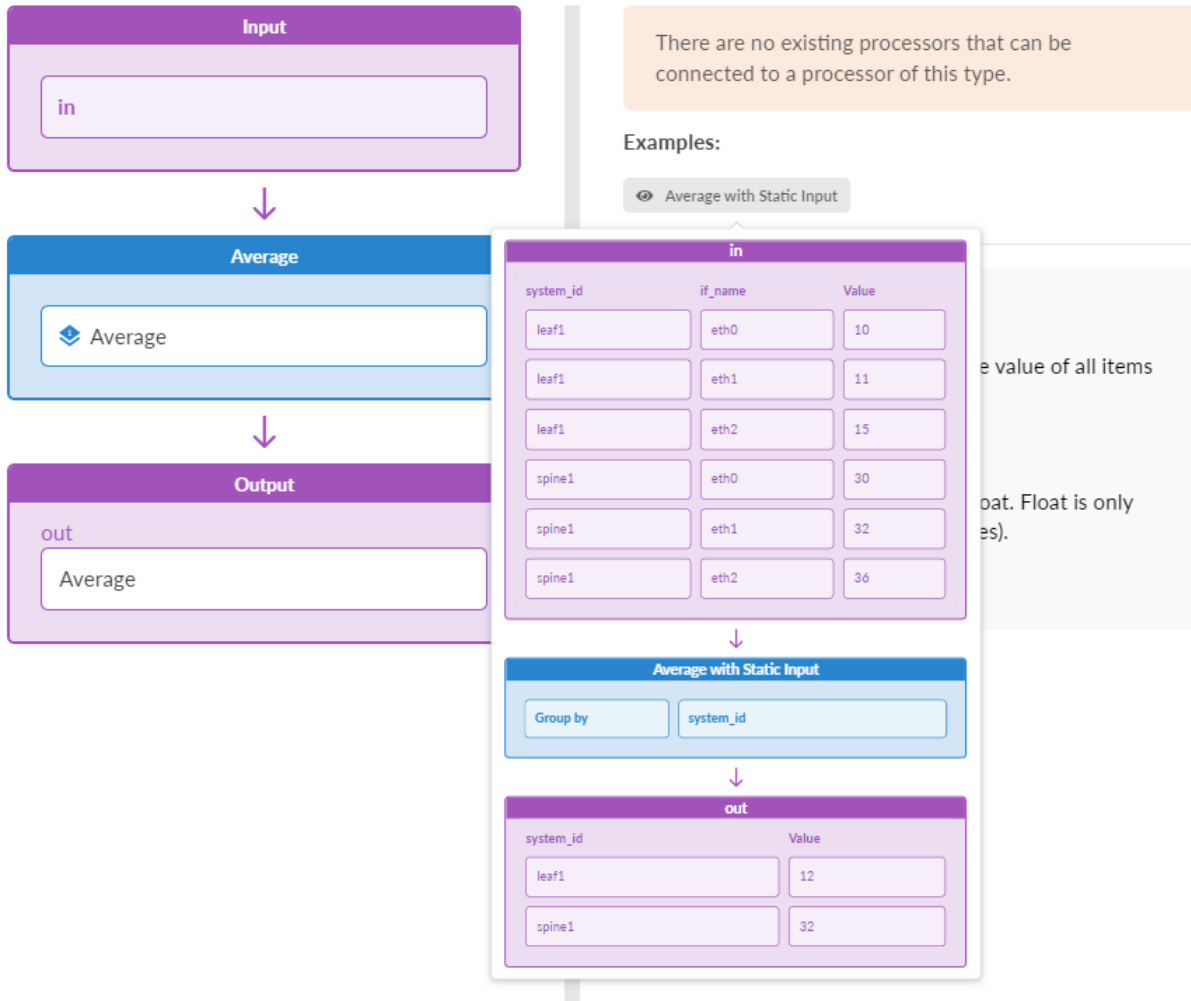 Input
in
Average
Average
Output
out
Average
There are no existing processors that can be
connected to a processor of this type.
Examples:
Average with Static Input
in
system_id if_name Value
leaf1 eth0 10
leaf1 eth1 11
leaf1 eth2 15
spine1 eth0 30
spine1 eth1 32
spine1 eth2 36
Average with Static Input
Group by system_id
out
system_id Value
leaf1 12
spine1 32
value of all items
Float is only